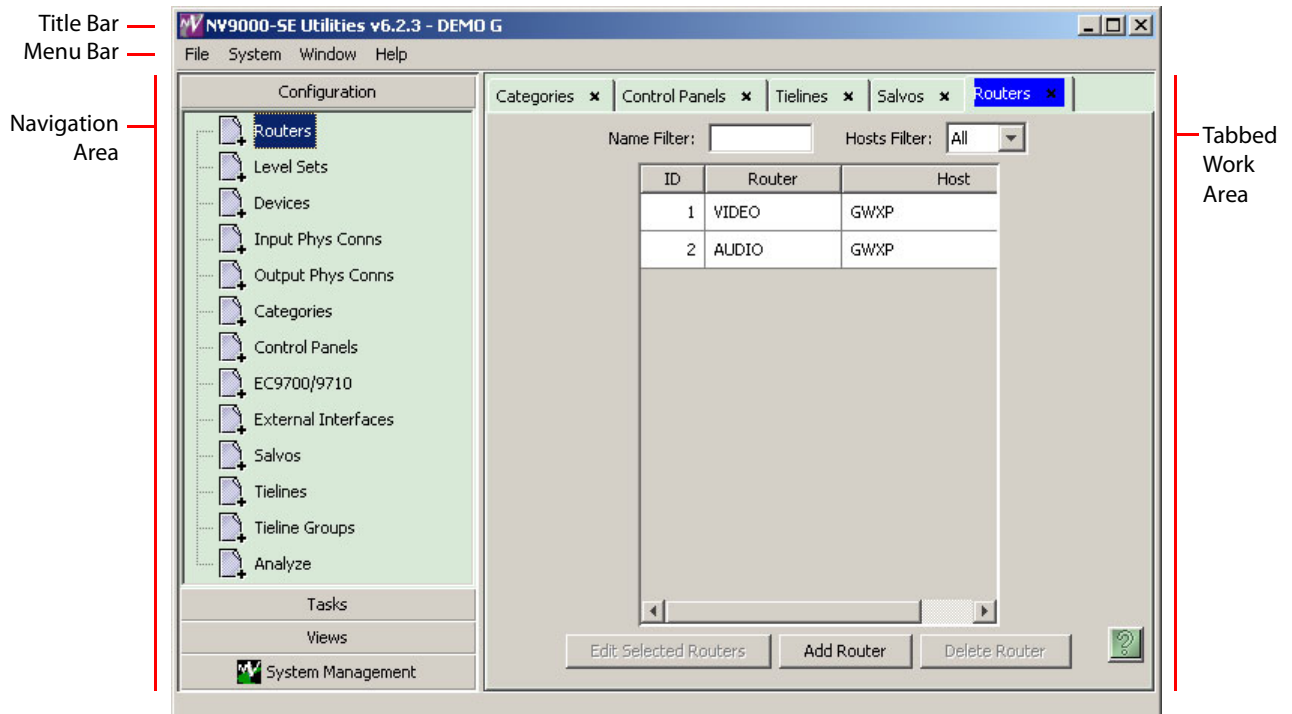 Title Bar
NV9000-SE Utilities v6.2.3 - DEMO G
Menu Bar
File System Window Help
Navigation
Area
Configuration
Routers
Level Sets
Devices
Input Phys Conns
Output Phys Conns
Categories
Control Panels
EC9700/9710
External Interfaces
Salvos
Tielines
Tieline Groups
Analyze
Tasks
Views
System Management
Categories Control Panels Tielines Salvos Routers
Name Filter: Hosts Filter: All
ID Router Host
1 VIDEO GWXP
2 AUDIO GWXP
Edit Selected Routers Add Router Delete Router
?
Tabbed
Work
Area